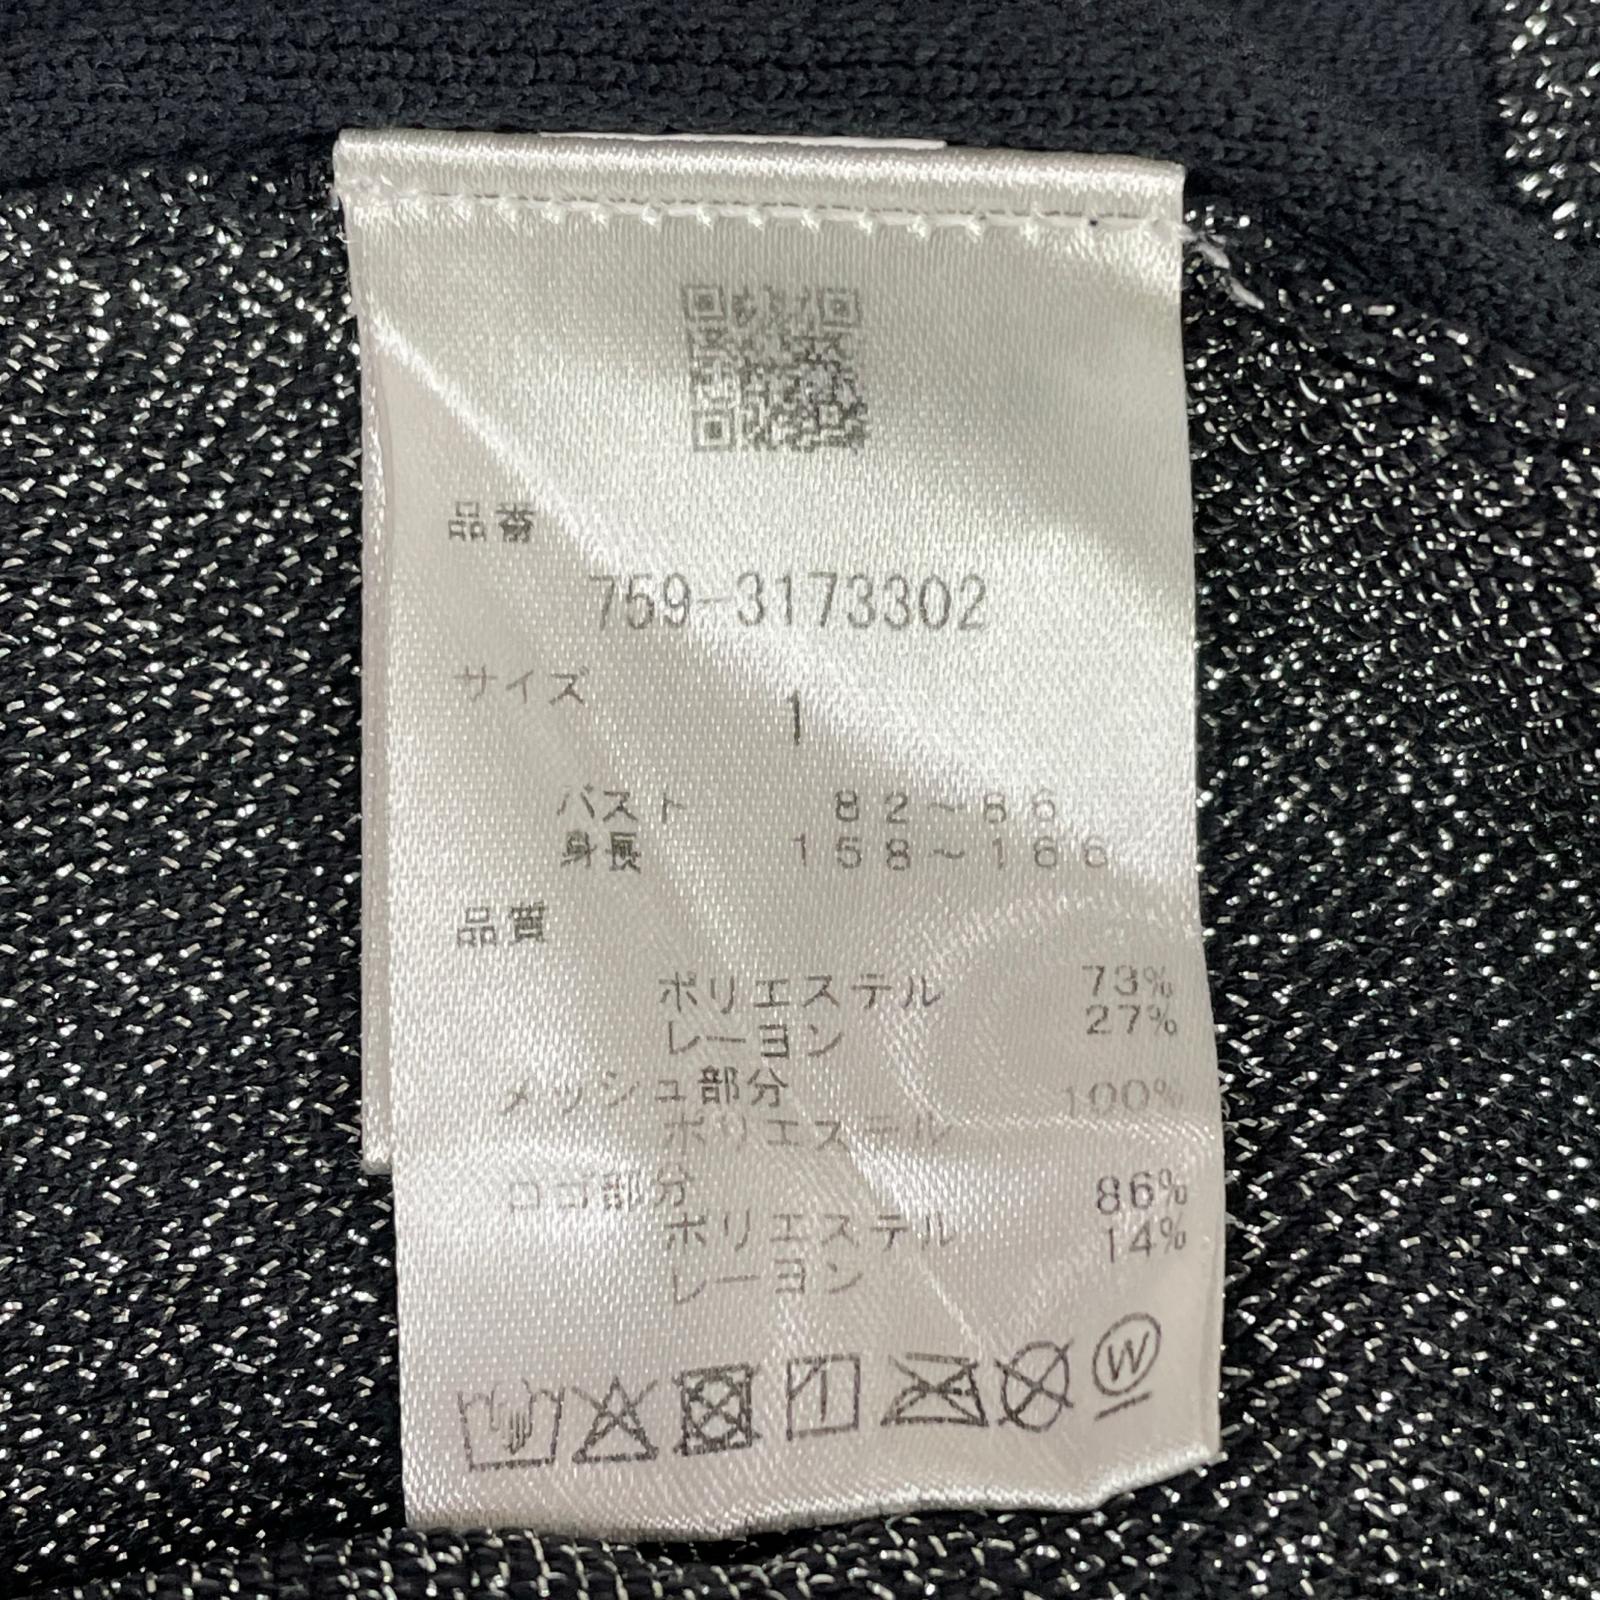 品番
759-3173302
サイズ
1
バスト 82~86
身長 158~166
品質
ポリエステル 73%
レーヨン 27%
メッシュ部分
ポリエステル 100%
ロゴ部分
ポリエステル 86%
レーヨン 14%
W